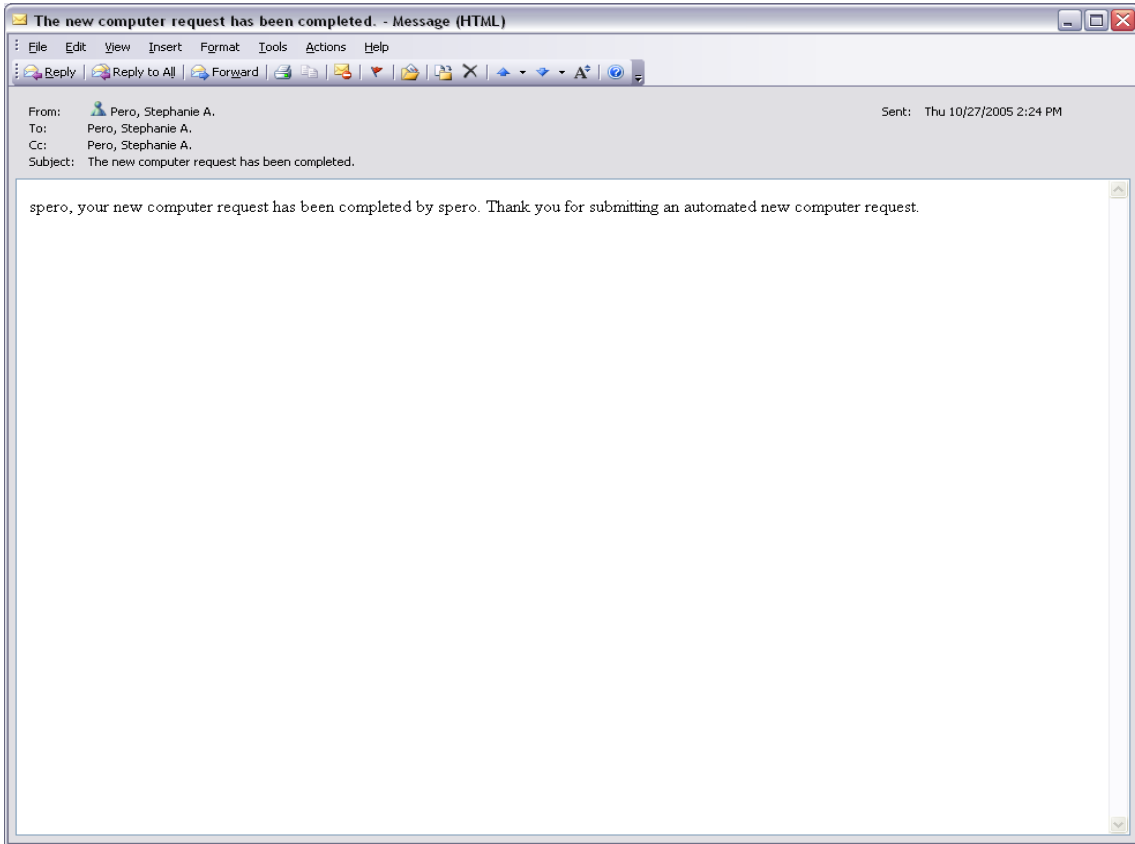 The new computer request has been completed. - Message (HTML)
File Edit View Insert Format Tools Actions Help
Reply Reply to All Forward
From: Pero, Stephanie A. Sent: Thu 10/27/2005 2:24 PM
To: Pero, Stephanie A.
Cc: Pero, Stephanie A.
Subject: The new computer request has been completed.
spero, your new computer request has been completed by spero. Thank you for submitting an automated new computer request.